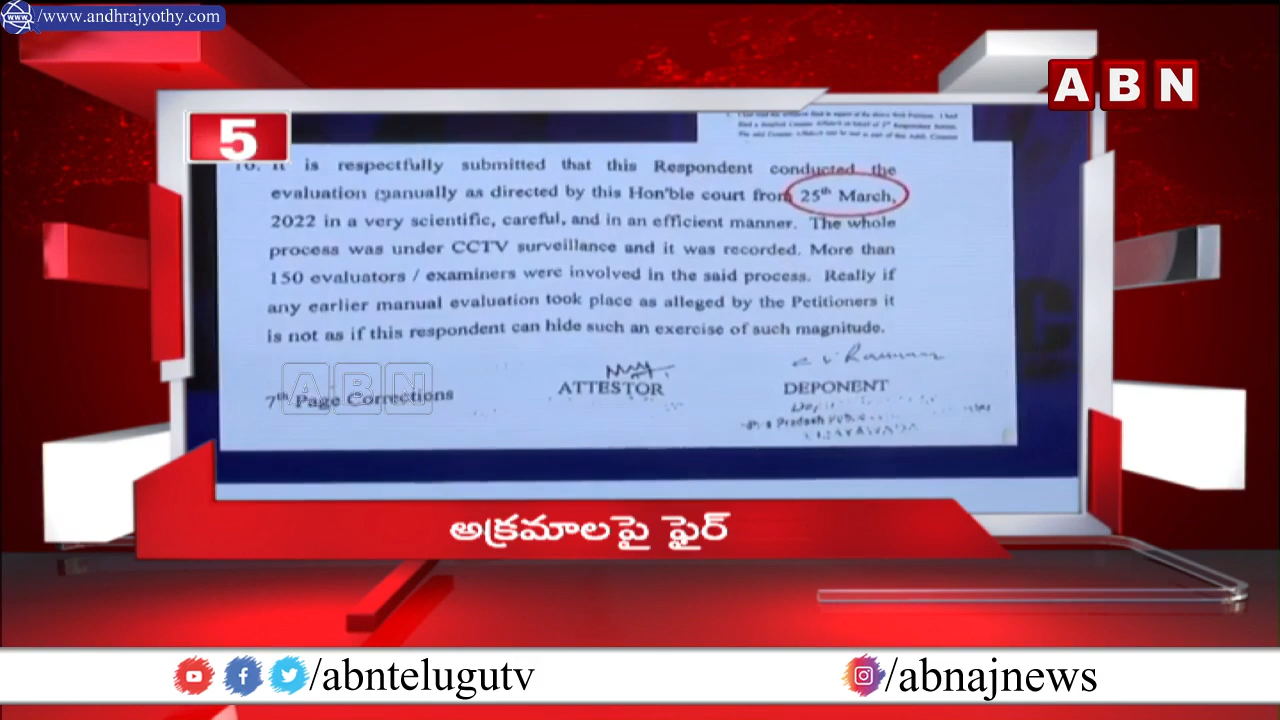 www./www.andhrajyothy.com
ABN
5
16. It is respectfully submitted that this Respondent conducted the
evaluation manually as directed by this Hon'ble court from 25th March,
2022 in a very scientific, careful, and in an efficient manner. The whole
process was under CCTV surveillance and it was recorded. More than
150 evaluators / examiners were involved in the said process. Really if
any earlier manual evaluation took place as alleged by the Petitioners it
is not as if this respondent can hide such an exercise of such magnitude.
ABN
7th Page Corrections
ATTESTOR
DEPONENT
Pradesh
అక్రమాలపై ఫైర్
/abntelugutv
/abnajnews